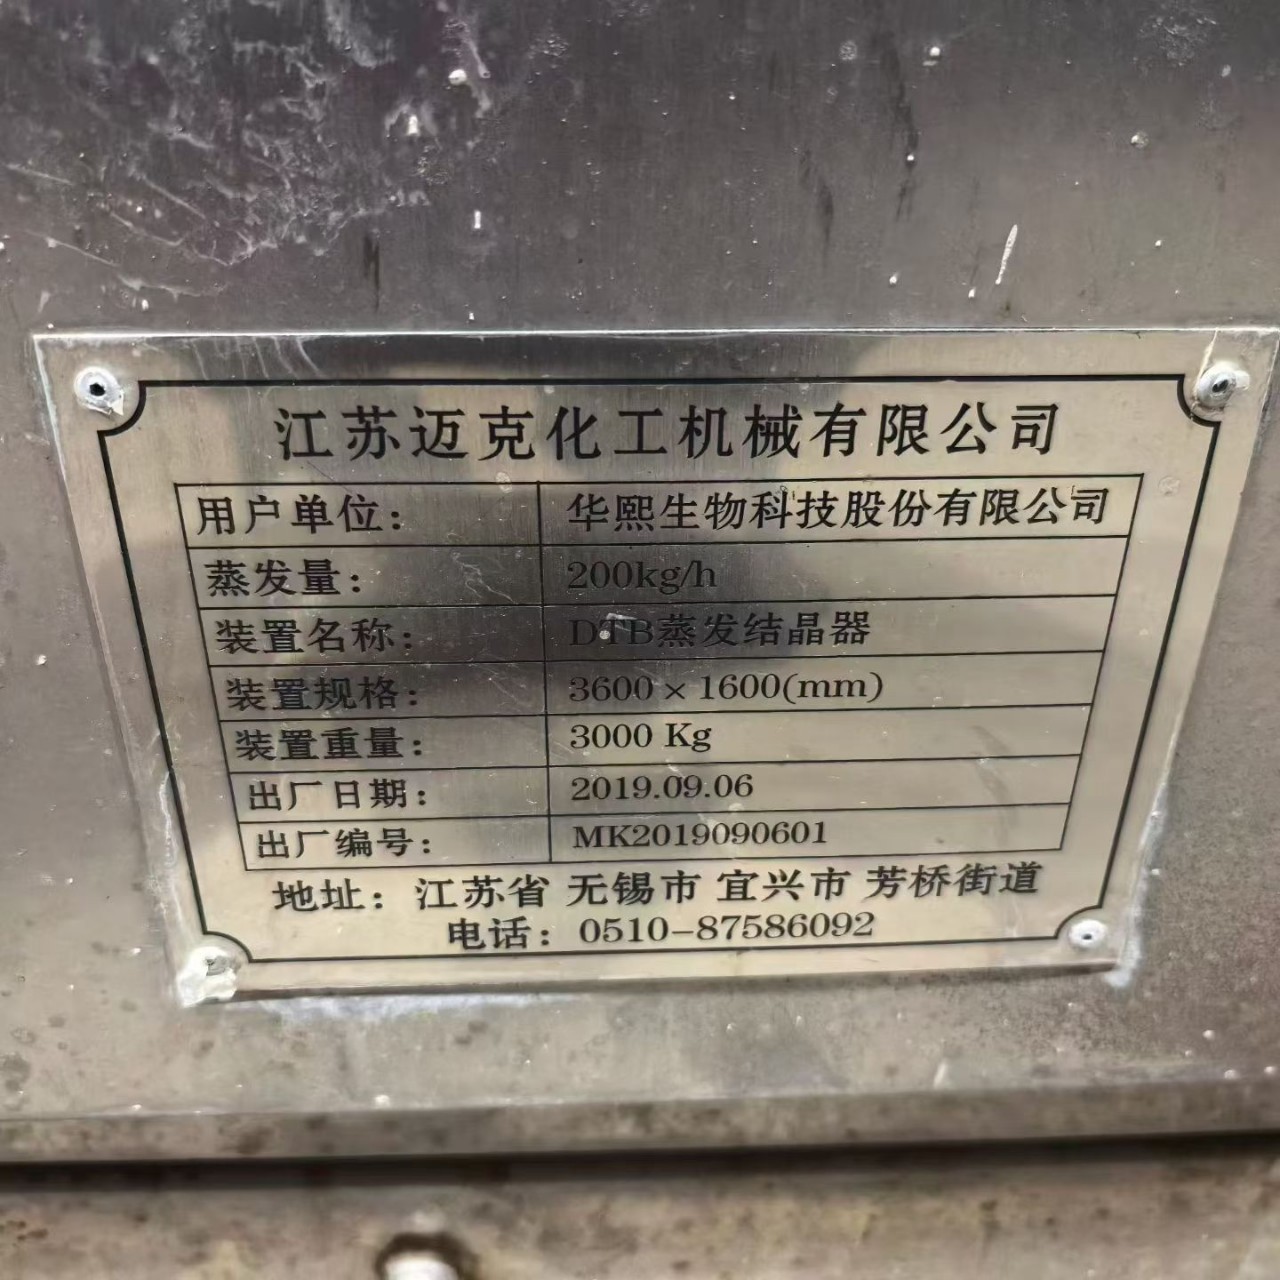 江苏迈克化工机械有限公司
用户单位： 华熙生物科技股份有限公司
蒸发量： 200kg/h
装置名称： DTB蒸发结晶器
装置规格： 3600×1600(mm)
装置重量： 3000 Kg
出厂日期： 2019.09.06
出厂编号： MK2019090601
地址：江苏省 无锡市 宜兴市 芳桥街道
电话：0510-87586092